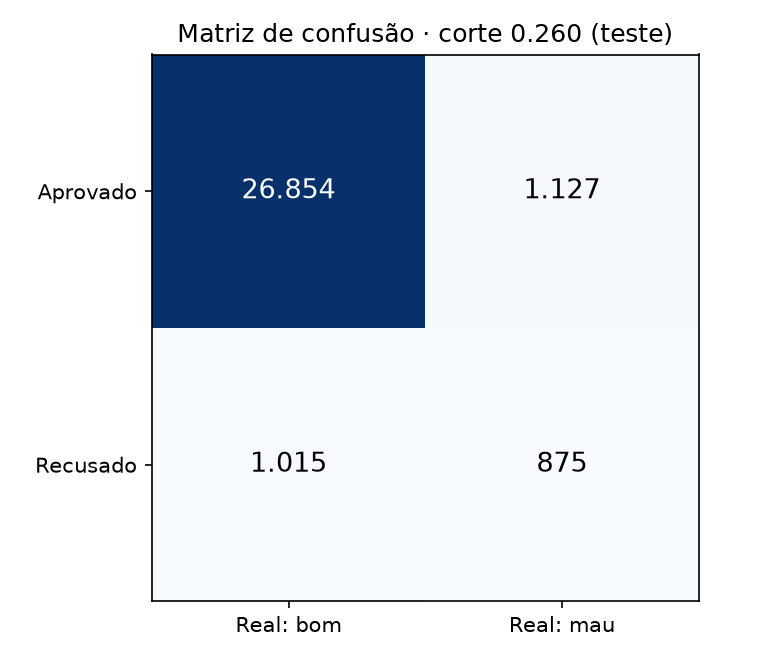 Matriz de confusão · corte 0.260 (teste)
Aprovado
26.854
1.127
Recusado
1.015
875
Real: bom
Real: mau